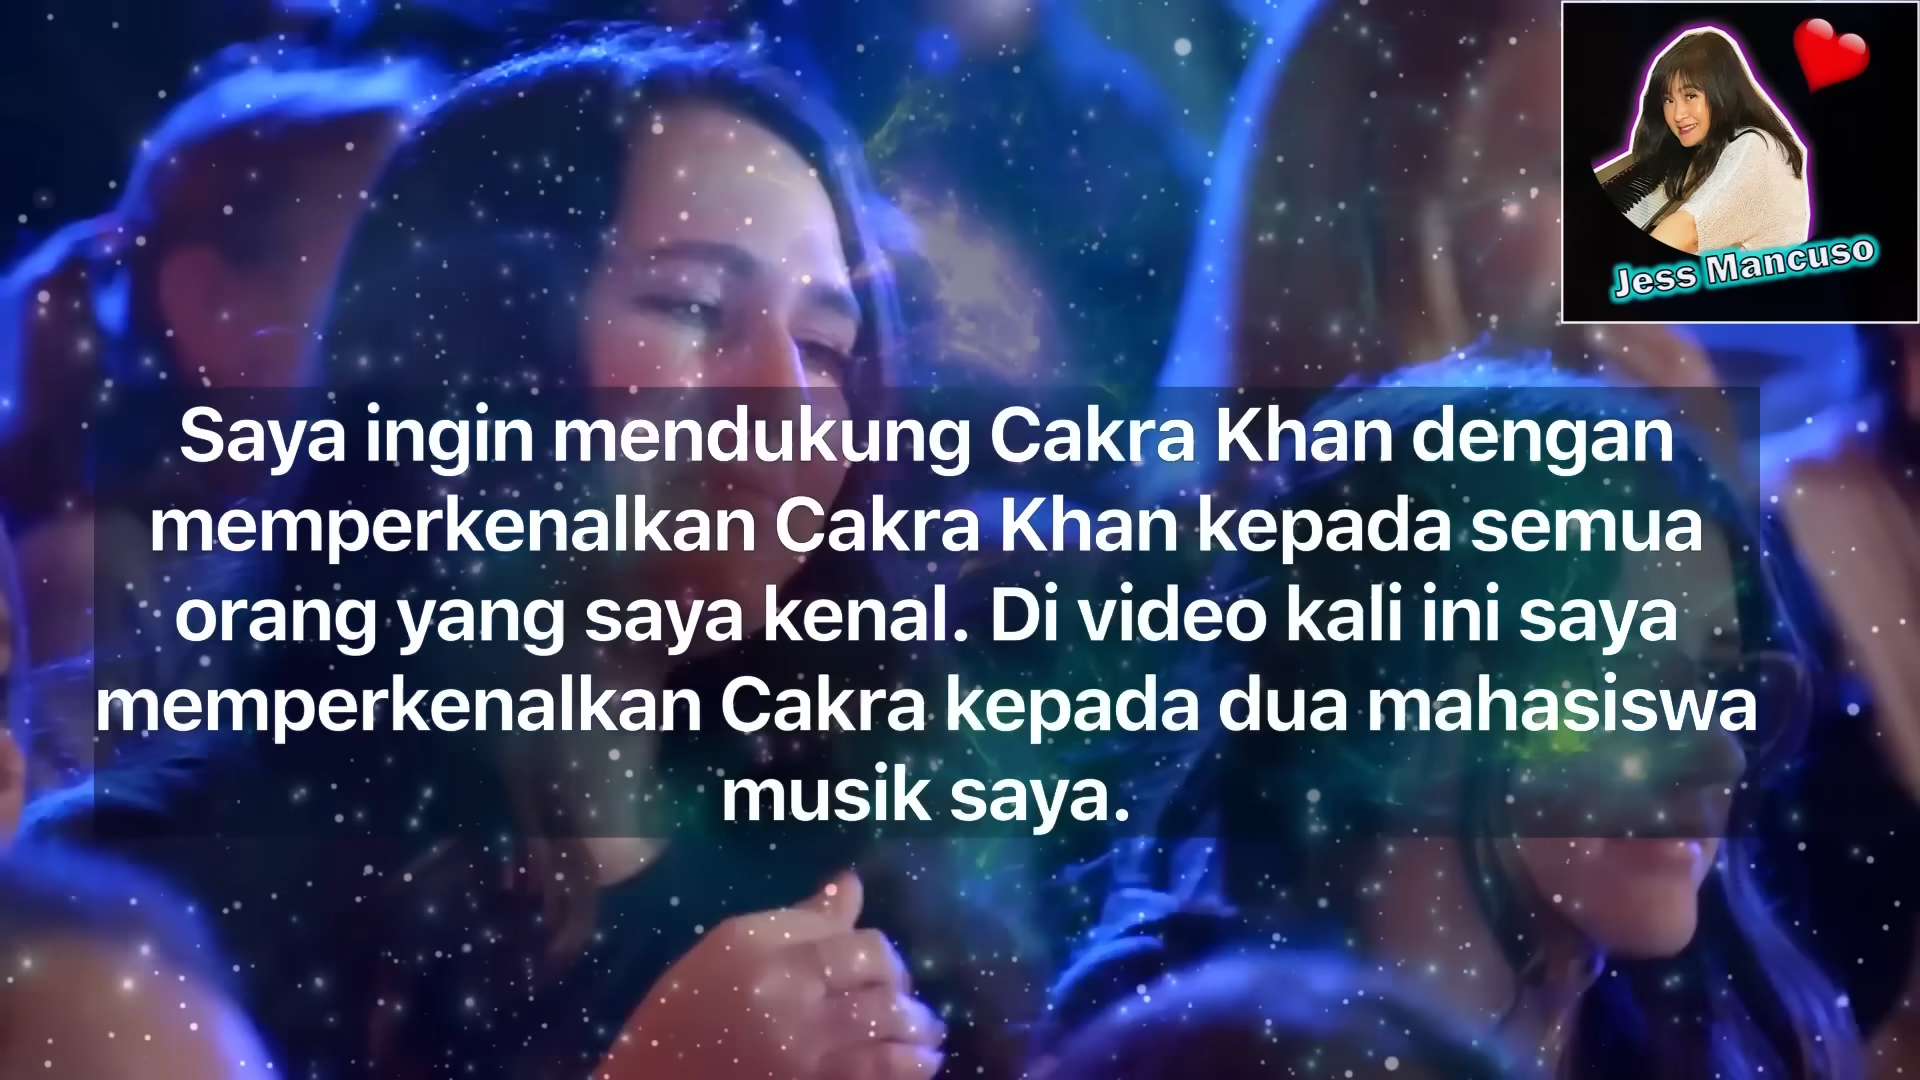 Jess Mancuso
Saya ingin mendukung Cakra Khan dengan
memperkenalkan Cakra Khan kepada semua
orang yang saya kenal. Di video kali ini saya
memperkenalkan Cakra kepada dua mahasiswa
musik saya.